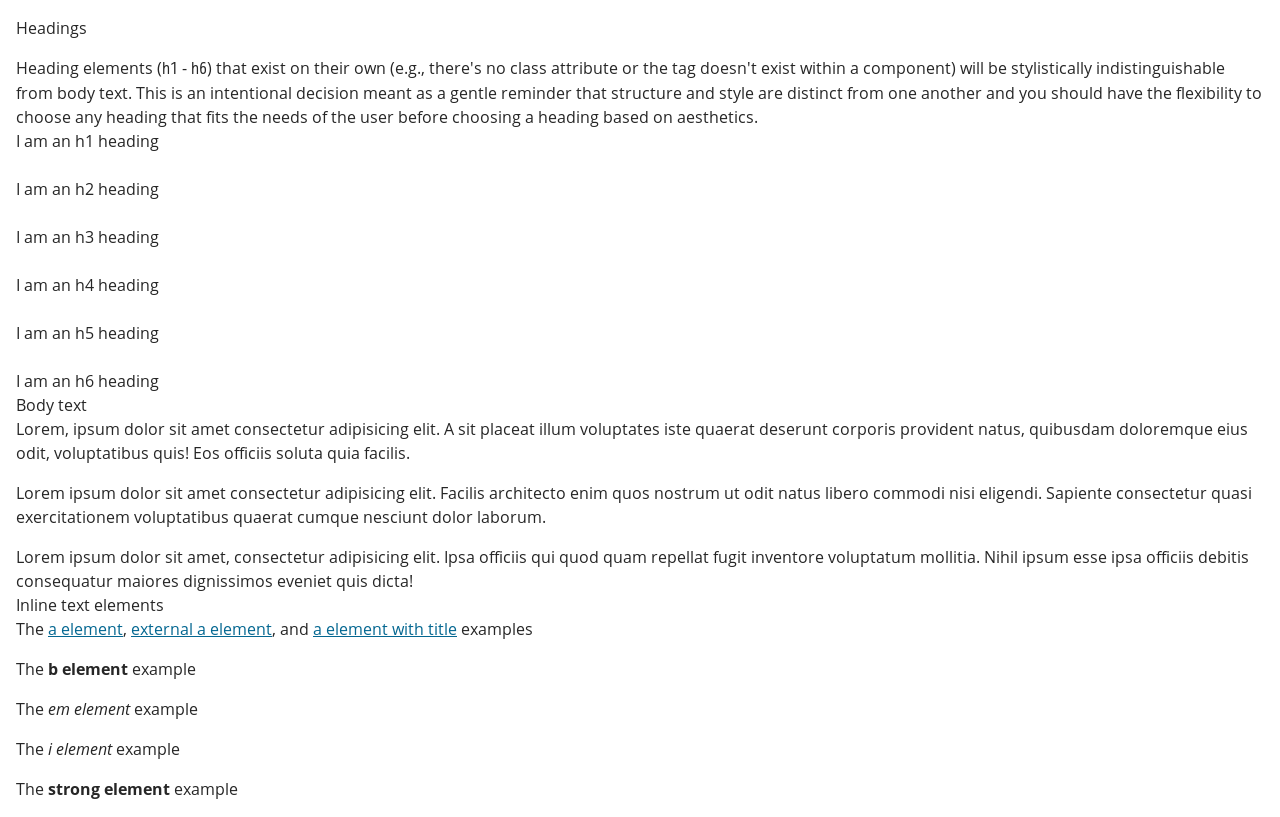 Headings
Heading elements (h1 - h6) that exist on their own (e.g., there's no class attribute or the tag doesn't exist within a component) will be stylistically indistinguishable
from body text. This is an intentional decision meant as a gentle reminder that structure and style are distinct from one another and you should have the flexibility to
choose any heading that fits the needs of the user before choosing a heading based on aesthetics.
I am an h1 heading
I am an h2 heading
I am an h3 heading
I am an h4 heading
I am an h5 heading
I am an h6 heading
Body text
Lorem, ipsum dolor sit amet consectetur adipisicing elit. A sit placeat illum voluptates iste quaerat deserunt corporis provident natus, quibusdam doloremque eius
odit, voluptatibus quis! Eos officiis soluta quia facilis.
Lorem ipsum dolor sit amet consectetur adipisicing elit. Facilis architecto enim quos nostrum ut odit natus libero commodi nisi eligendi. Sapiente consectetur quasi
exercitationem voluptatibus quaerat cumque nesciunt dolor laborum.
Lorem ipsum dolor sit amet, consectetur adipisicing elit. Ipsa officiis qui quod quam repellat fugit inventore voluptatum mollitia. Nihil ipsum esse ipsa officiis debitis
consequatur maiores dignissimos eveniet quis dicta!
Inline text elements
The a element, external a element, and a element with title examples
The b element example
The em element example
The i element example
The strong element example